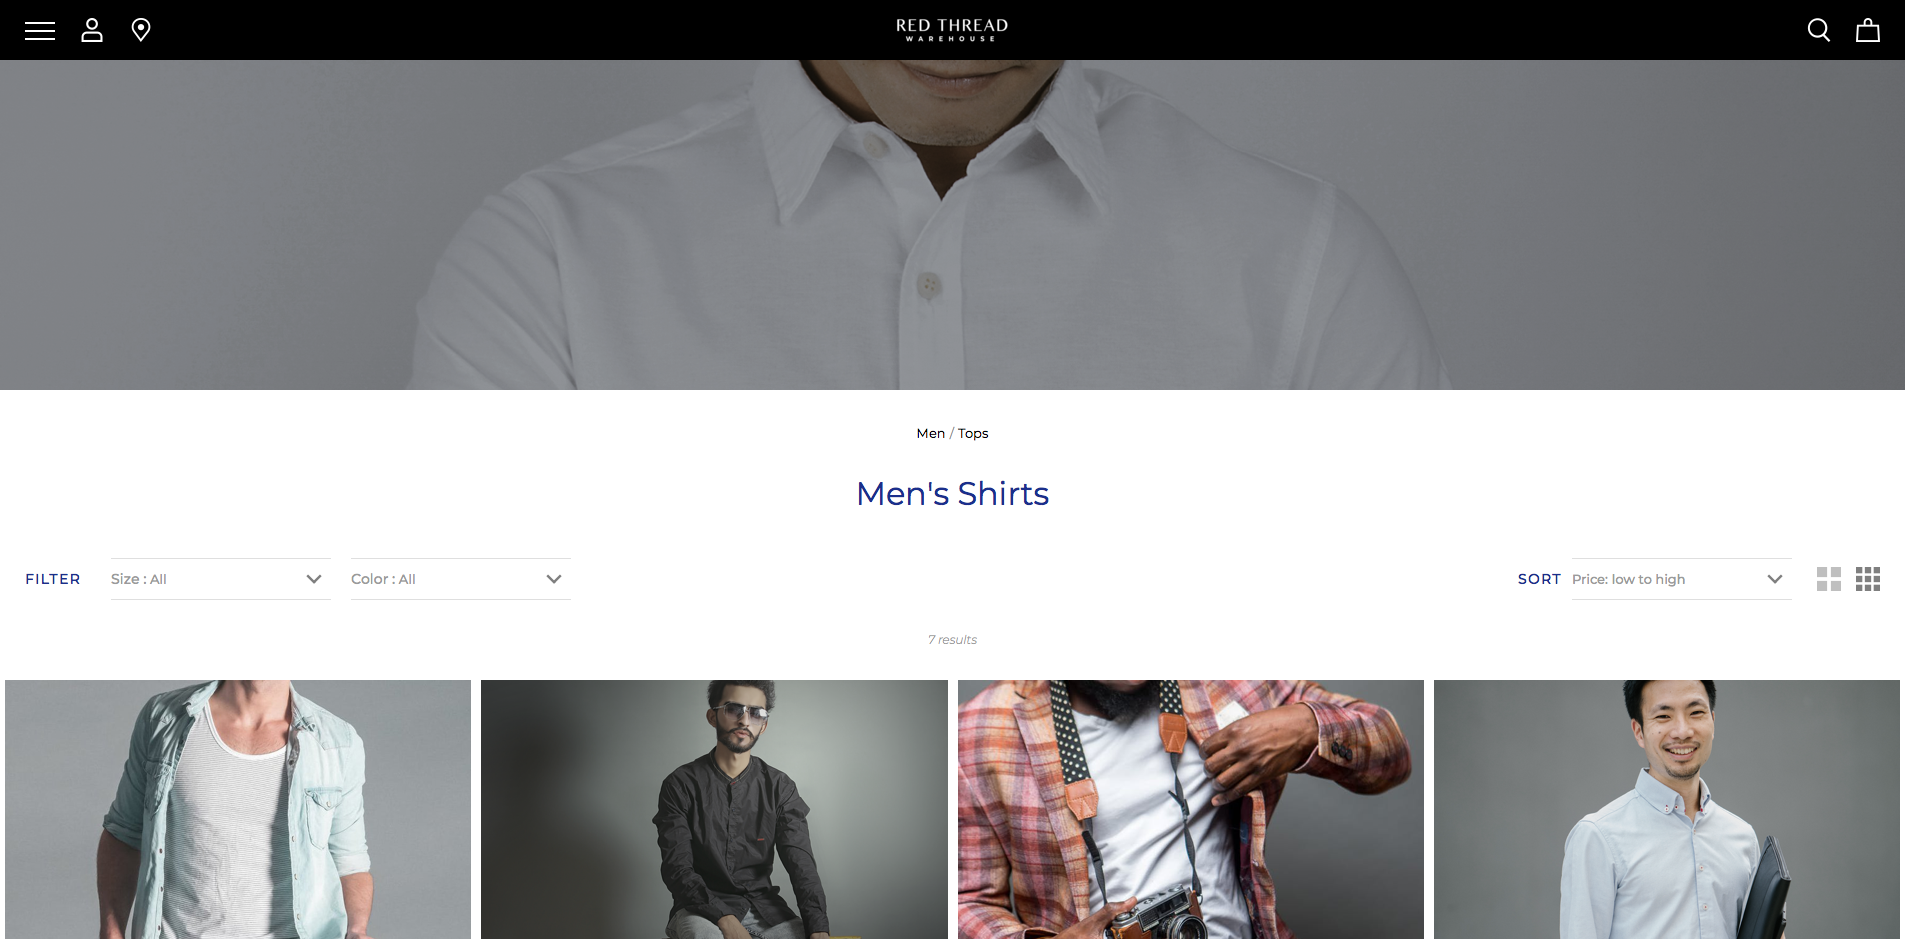 RED THREAD
WAREHOUSE
Men / Tops
Men's Shirts
FILTER
Size : All
Color : All
SORT
Price: low to high
7 results